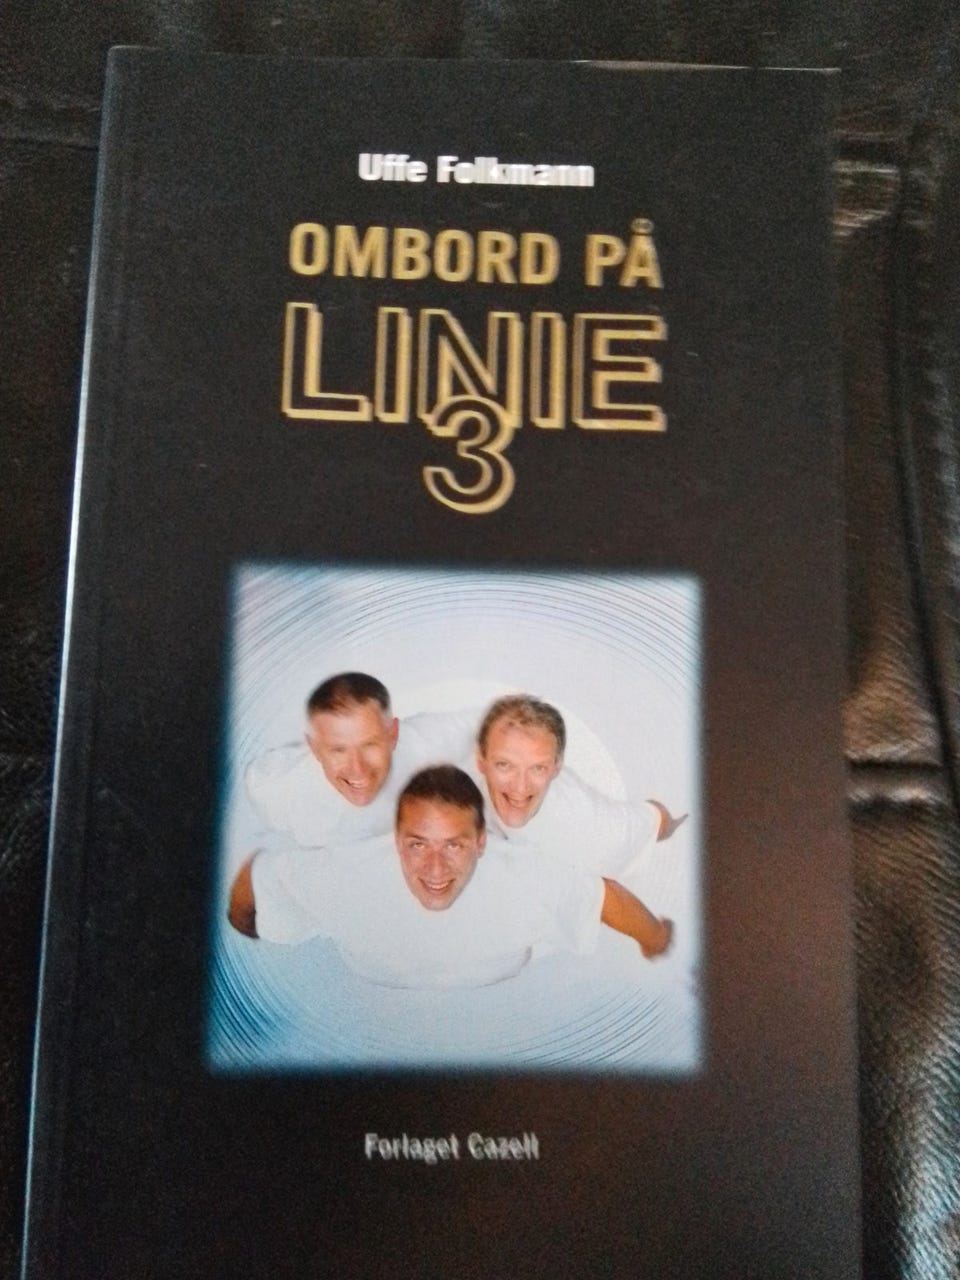 Uffe Folkmann
OMBORD PÅ
LINIE
3
Forlaget Cazell